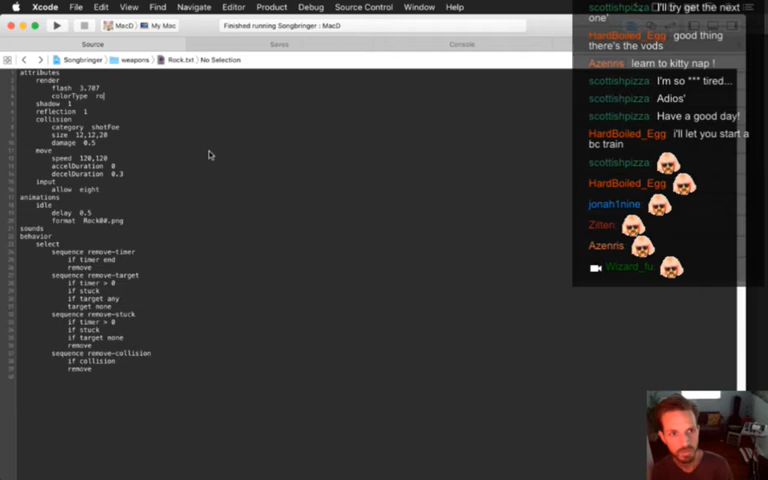 Xcode File Edit View Find Navigate Editor Product Debug Source Control Window Help
MacD My Mac
Finished running Songbringer : MacD
Source Saves Console
Songbringer weapons Rock.txt No Selection
attributes
render
flash 3.707
colorType ro
shadow 1
reflection 1
collision
category shotFoe
size 12,12,20
damage 0.5
move
speed 120,120
accelDuration 0
decelDuration 0.3
input
allow eight
animations
idle
delay 0.5
format Rock00.png
sounds
behavior
select
sequence remove-timer
if timer end
remove
sequence remove-target
if timer > 0
if stuck
target any
target none
sequence remove-stuck
if timer > 0
if stuck
if target none
remove
sequence remove-collision
if collision
remove
scottishpizza: I'll try get the next
one'
HardBoiled_Egg: good thing
there's the vods
Azenris: learn to kitty nap !
scottishpizza: I'm so *** tired...
scottishpizza: Adios'
scottishpizza: Have a good day!
HardBoiled_Egg: i'll let you start a
bc train
scottishpizza:
HardBoiled_Egg:
jonah1nine:
Zilten:
Azenris:
Wizard_fu: